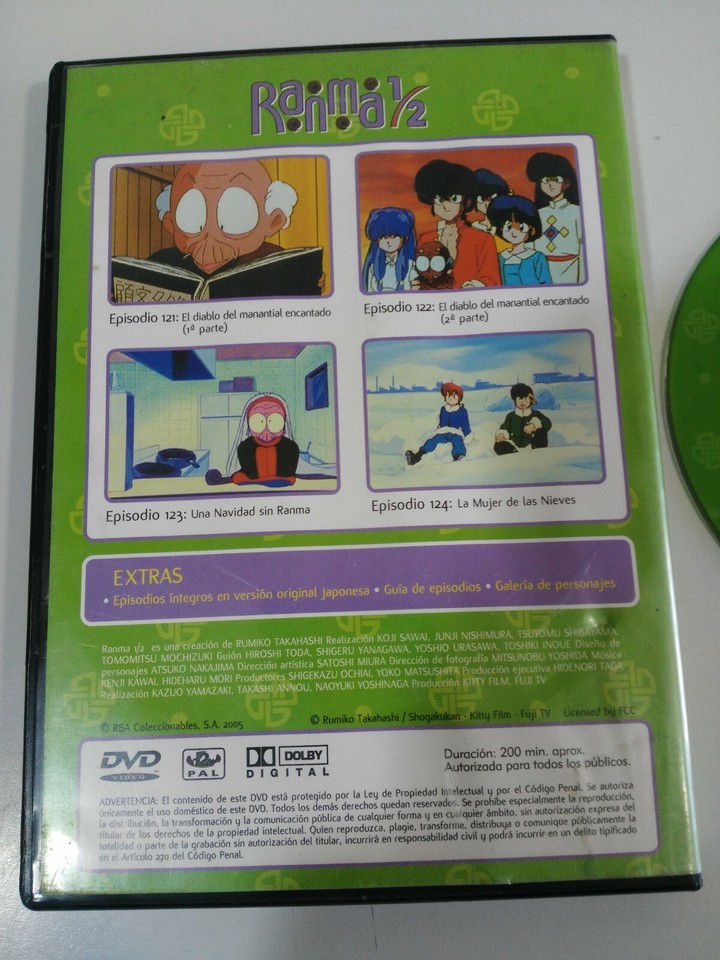 Ranma ½
顧客
Episodio 121: El diablo del manantial encantado
(1ª parte)
Episodio 122: El diablo del manantial encantado
(2ª parte)
Episodio 123: Una Navidad sin Ranma
Episodio 124: La Mujer de las Nieves
EXTRAS
• Episodios íntegros en versión original japonesa • Guía de episodios • Galería de personajes
Ranma 1/2 es una creación de RUMIKO TAKAHASHI Realización KOJI SAWAI, JUNJI NISHIMURA, TSUTOMU SHIBAYAMA,
TOMOMITSU MOCHIZUKI Guión HIROSHI TODA, SHIGERU YANAGAWA, YOSHIO URASAWA, TOSHIKI INOUE Diseño de
personajes ATSUKO NAKAJIMA Dirección artística SATOSHI MIURA Dirección de fotografía MITSUNOBU YOSHIDA Música
KENJI KAWAI, HIDEHARU MORI Productores SHIGEKAZU OCHIAI, YOKO MATSUSHITA Producción ejecutiva HIDENORI TAGA
Realización KAZUO YAMAZAKI, TAKASHI ANNOU, NAOYUKI YOSHINAGA Producción KITTY FILM, FUJI TV
© RBA Coleccionables, S.A. 2005
© Rumiko Takahashi / Shogakukan · Kitty Film · Fuji TV Licensed by FCC
DVD
VIDEO
2
PAL
DOLBY
DIGITAL
Duración: 200 min. aprox.
Autorizada para todos los públicos.
ADVERTENCIA: El contenido de este DVD está protegido por la Ley de Propiedad Intelectual y por el Código Penal. Se autoriza
únicamente el uso doméstico de este DVD. Todos los demás derechos quedan reservados. Se prohíbe especialmente la reproducción,
la distribución, la transformación y la comunicación pública de cualquier forma y en cualquier ámbito, sin autorización expresa del
titular de los derechos de la propiedad intelectual. Quien reproduzca, plagie, transforme, distribuya o comunique públicamente la
totalidad o parte de la grabación sin autorización del titular, incurrirá en responsabilidad civil y podrá incurrir en un delito tipificado
en el Artículo 270 del Código Penal.